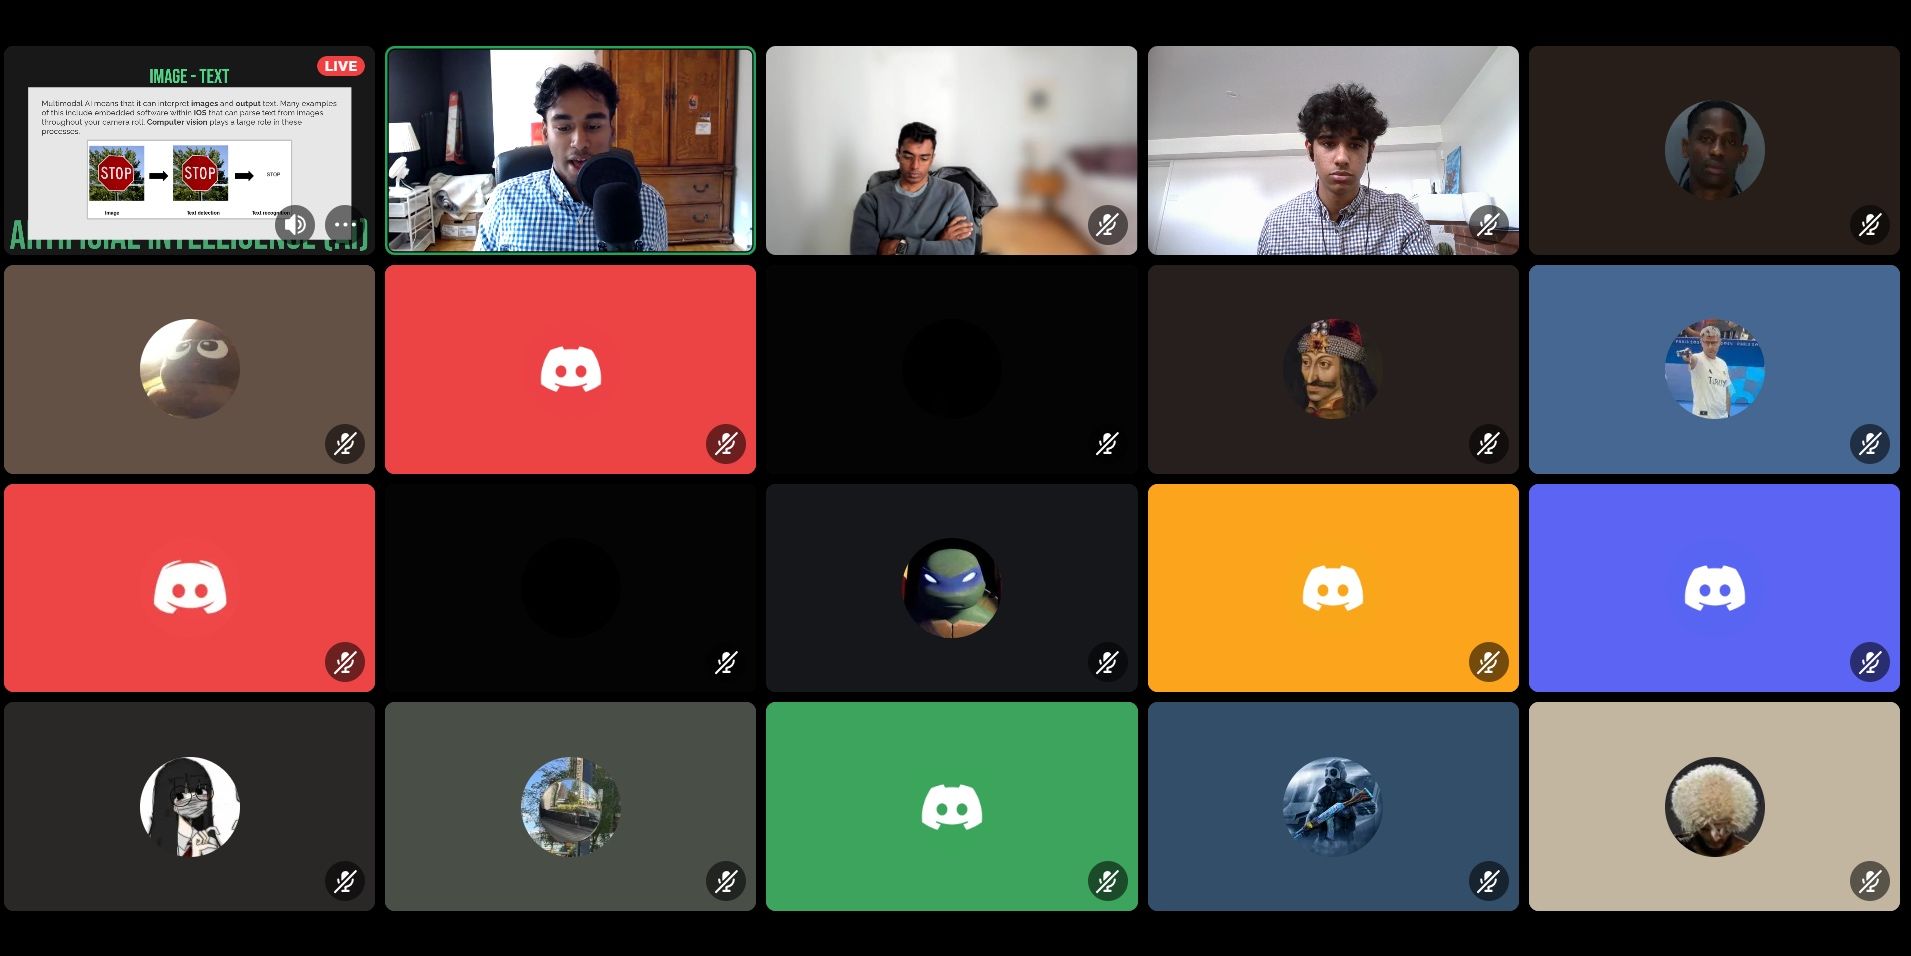 LIVE
IMAGE - TEXT
Multimodal AI means that it can interpret images and output text. Many examples
of this include embedded software within IOS that can parse text from images
throughout your camera roll. Computer vision plays a large role in these
processes.
STOP
STOP
STOP
Image
Text detection
Text recognition
ARTIFICIAL INTELLIGENCE (AI)